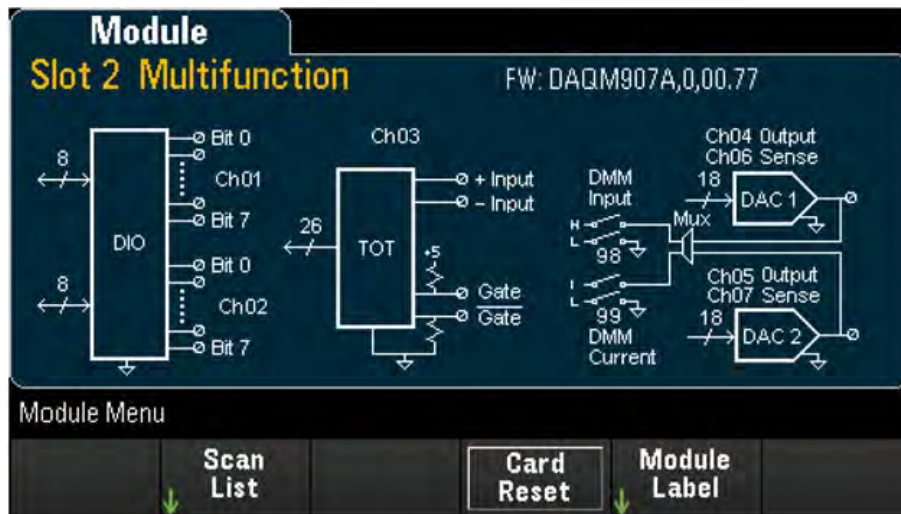 Module
Slot 2 Multifunction
FW: DAQM907A,0,00.77
8
DIO
Bit 0
Ch01
Bit 7
8
Bit 0
Ch02
Bit 7
Ch03
26
TOT
+ Input
- Input
+5
Gate
Gate
DMM
Input
H
L
98
I
L
99
DMM
Current
Mux
Ch04 Output
Ch06 Sense
18
DAC 1
Ch05 Output
Ch07 Sense
18
DAC 2
Module Menu
Scan
List
Card
Reset
Module
Label